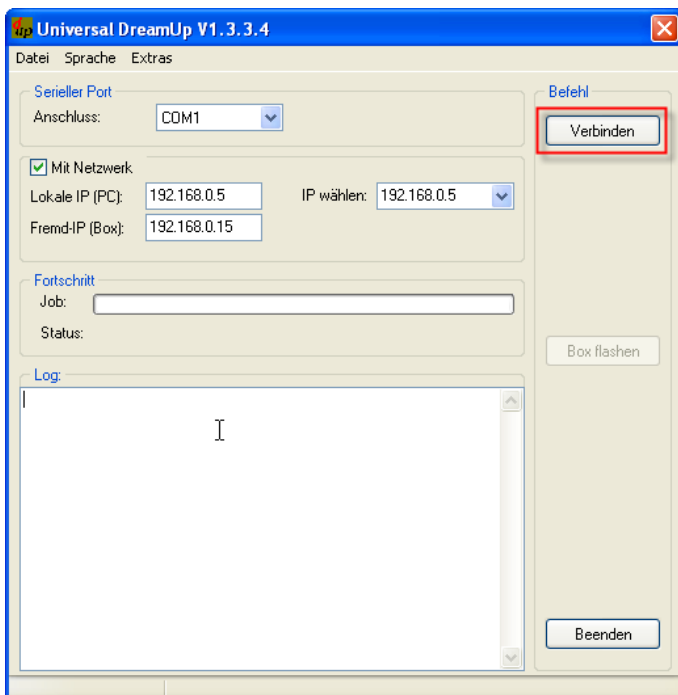 up Universal DreamUp V1.3.3.4
Datei Sprache Extras
Serieller Port
Anschluss: COM1
Befehl
Verbinden
Mit Netzwerk
Lokale IP (PC): 192.168.0.5 IP wählen: 192.168.0.5
Fremd-IP (Box): 192.168.0.15
Fortschritt
Job:
Status:
Box flashen
Log:
Beenden